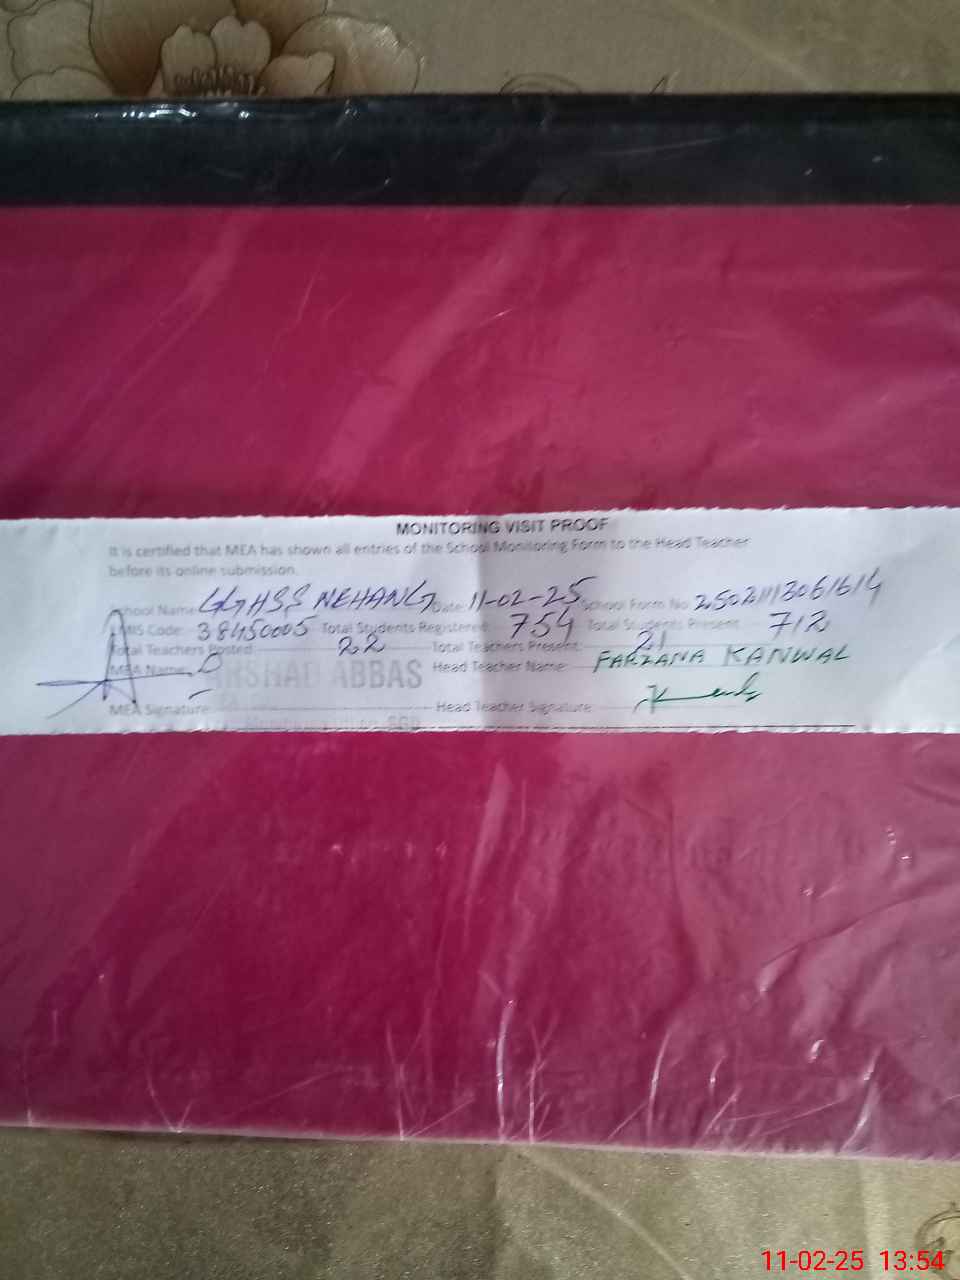 MONITORING VISIT PROOF
It is certified that MEA has shown all entries of the School Monitoring Form to the Head Teacher
before its online submission.
School Name GGHSS NEHANG Date: 11-02-25 School Form No
EMIS Code: 38450005 Total Students Registered 754 Total Students Present: 712
Total Teachers Posted: 22 Total Teachers Present: 21
MEA Name: ARSHAD ABBAS Head Teacher Name: FARZANA KANWAL
MEA Signature: Head Teacher Signature:
11-02-25 13:54